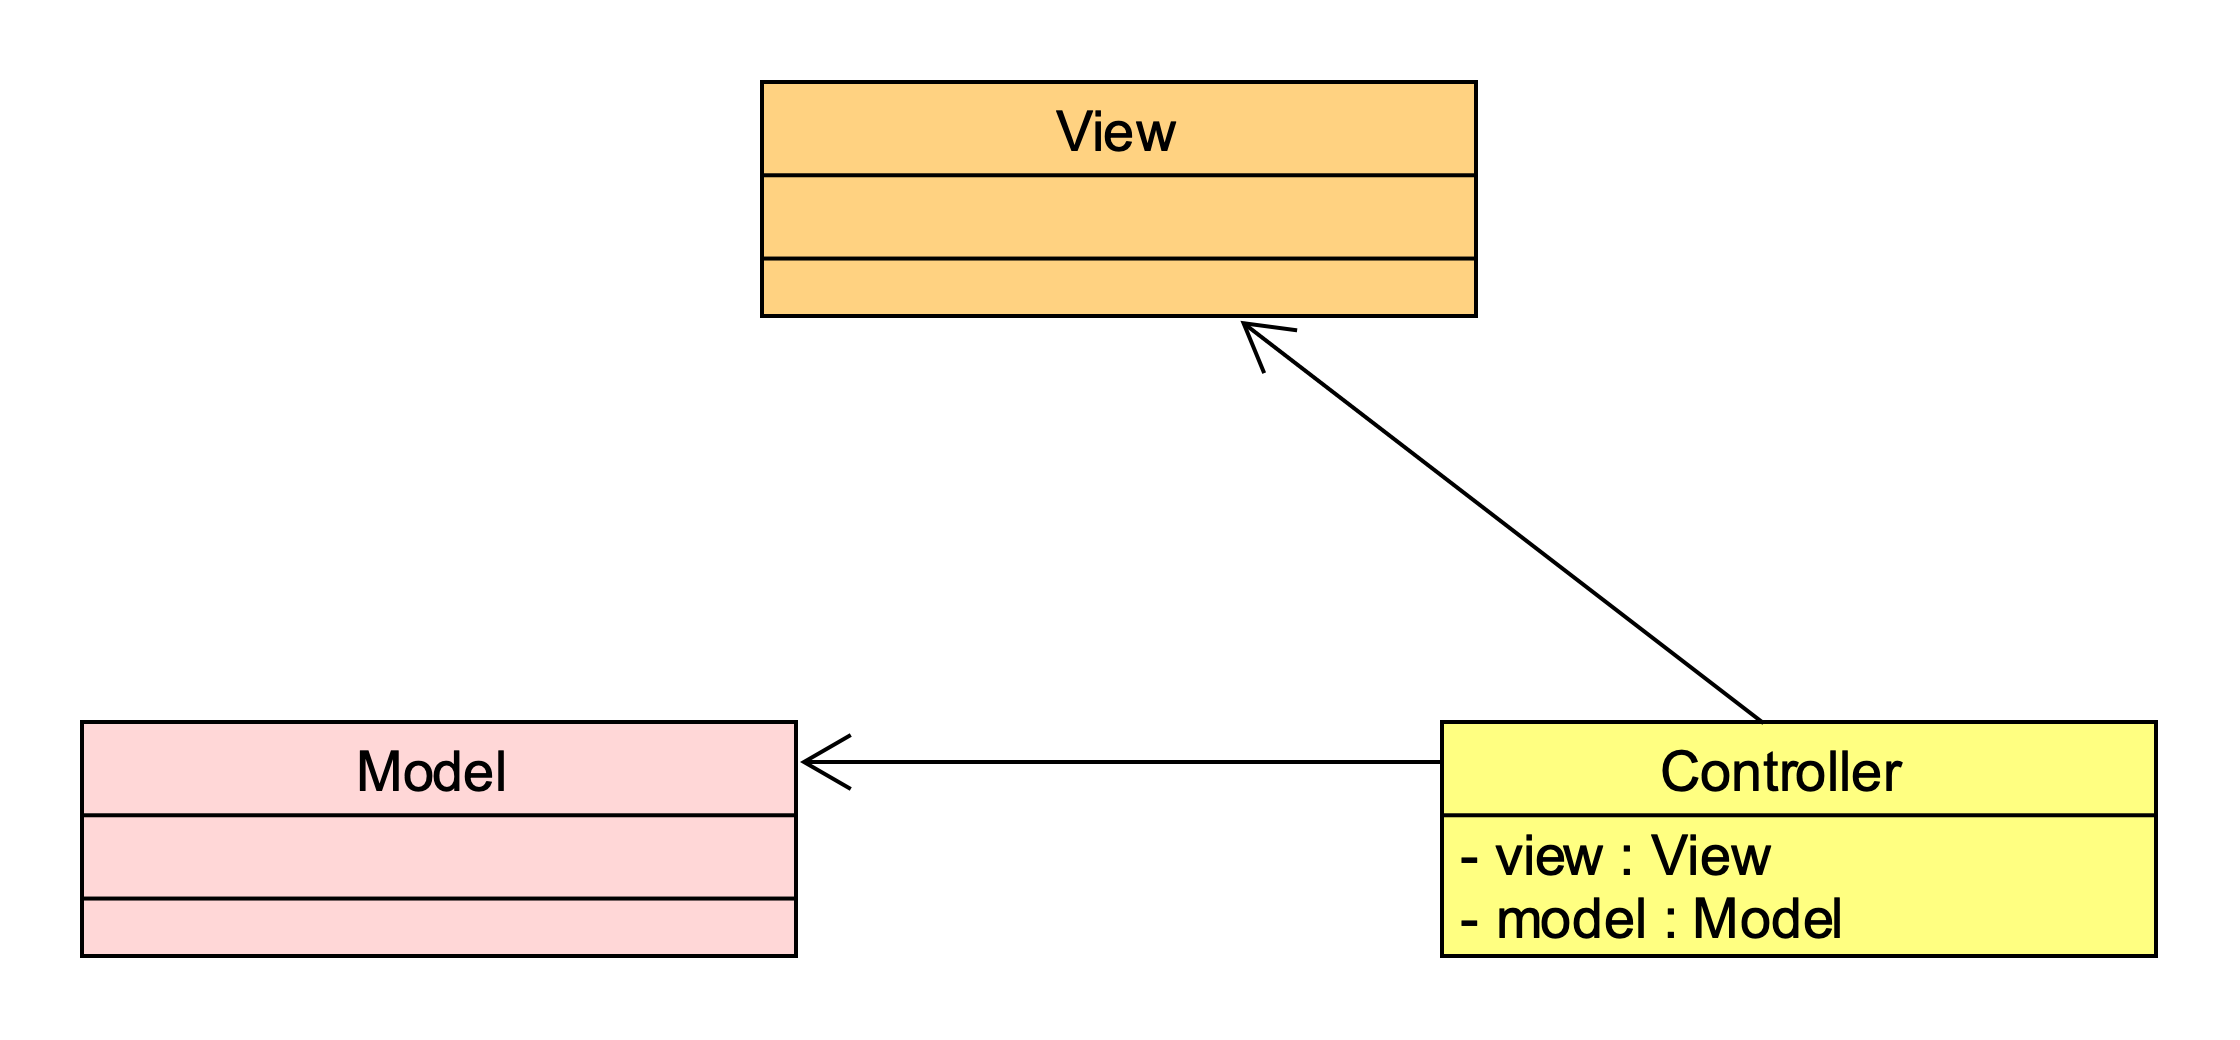 View
Model
Controller
- view : View
- model : Model